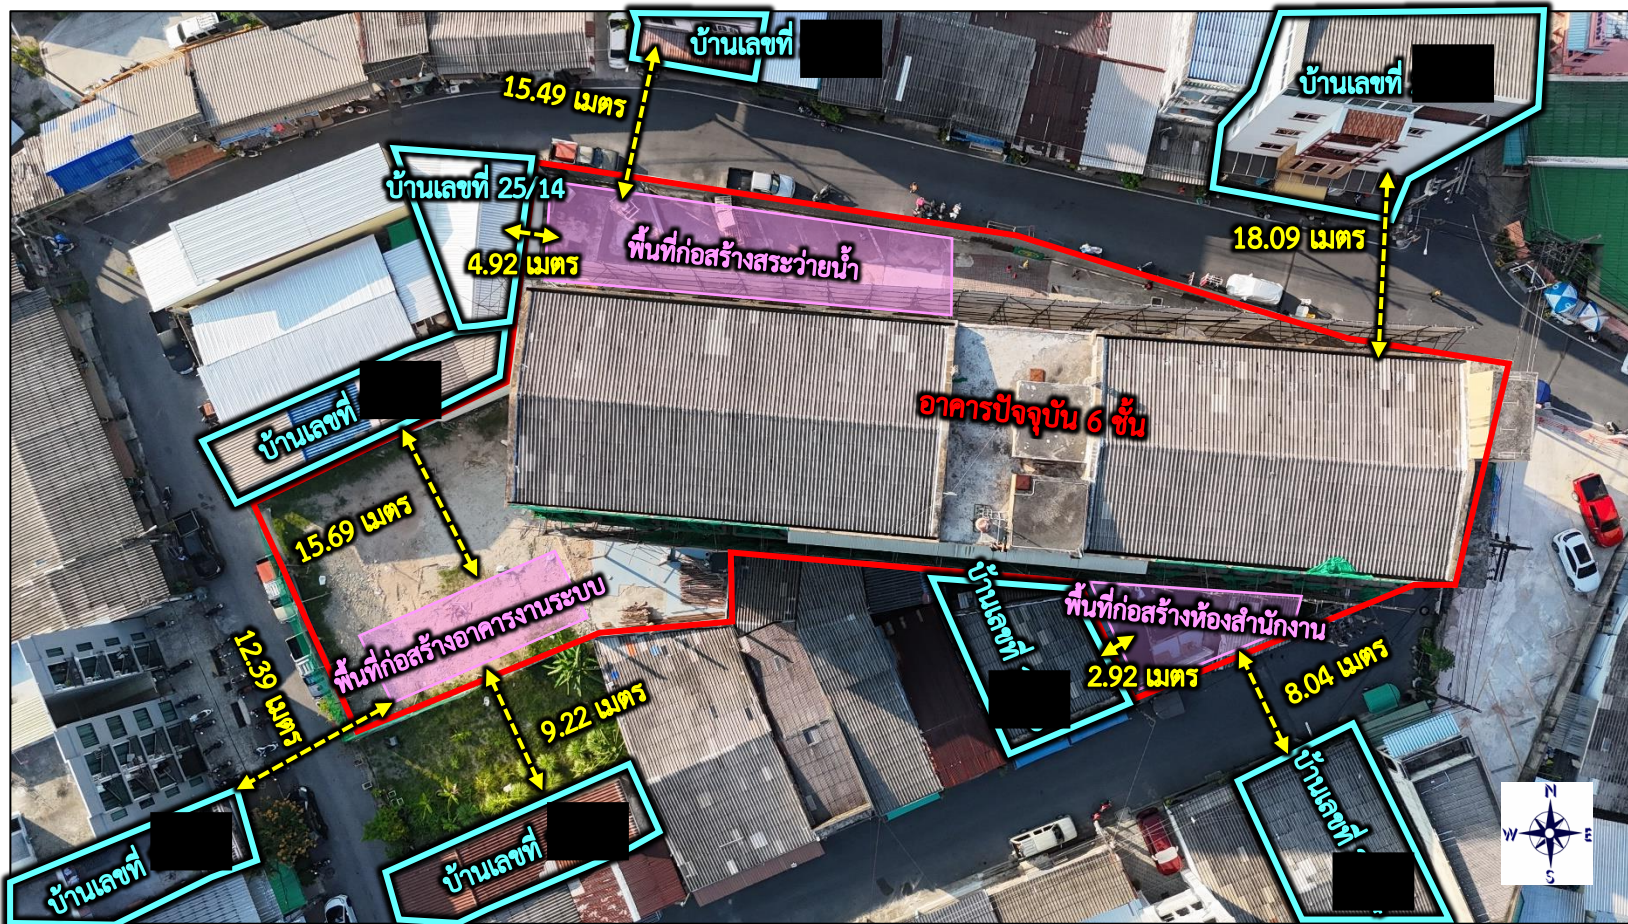 บ้านเลขที่
15.49 เมตร
บ้านเลขที่
บ้านเลขที่ 25/14
4.92 เมตร
พื้นที่ก่อสร้างสระว่ายน้ำ
18.09 เมตร
อาคารปัจจุบัน 6 ชั้น
บ้านเลขที่
15.69 เมตร
พื้นที่ก่อสร้างอาคารงานระบบ
บ้านเลขที่
พื้นที่ก่อสร้างห้องสำนักงาน
2.92 เมตร
8.04 เมตร
12.39 เมตร
9.22 เมตร
บ้านเลขที่
บ้านเลขที่
บ้านเลขที่
N
W
E
S